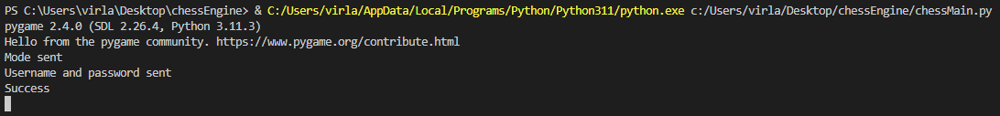 PS C:\Users\virla\Desktop\chessEngine> & C:/Users/virla/AppData/Local/Programs/Python/Python311/python.exe c:/Users/virla/Desktop/chessEngine/chessMain.py
pygame 2.4.0 (SDL 2.26.4, Python 3.11.3)
Hello from the pygame community. https://www.pygame.org/contribute.html
Mode sent
Username and password sent
Success